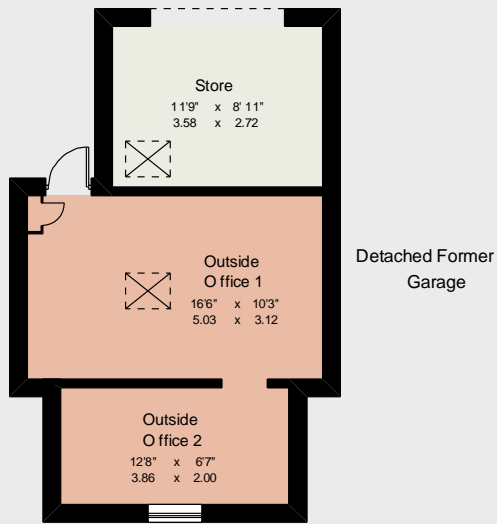 Store
11'9" x 8' 11"
3.58 x 2.72
Outside
Office 1
16'6" x 10'3"
5.03 x 3.12
Detached Former
Garage
Outside
Office 2
12'8" x 6'7"
3.86 x 2.00